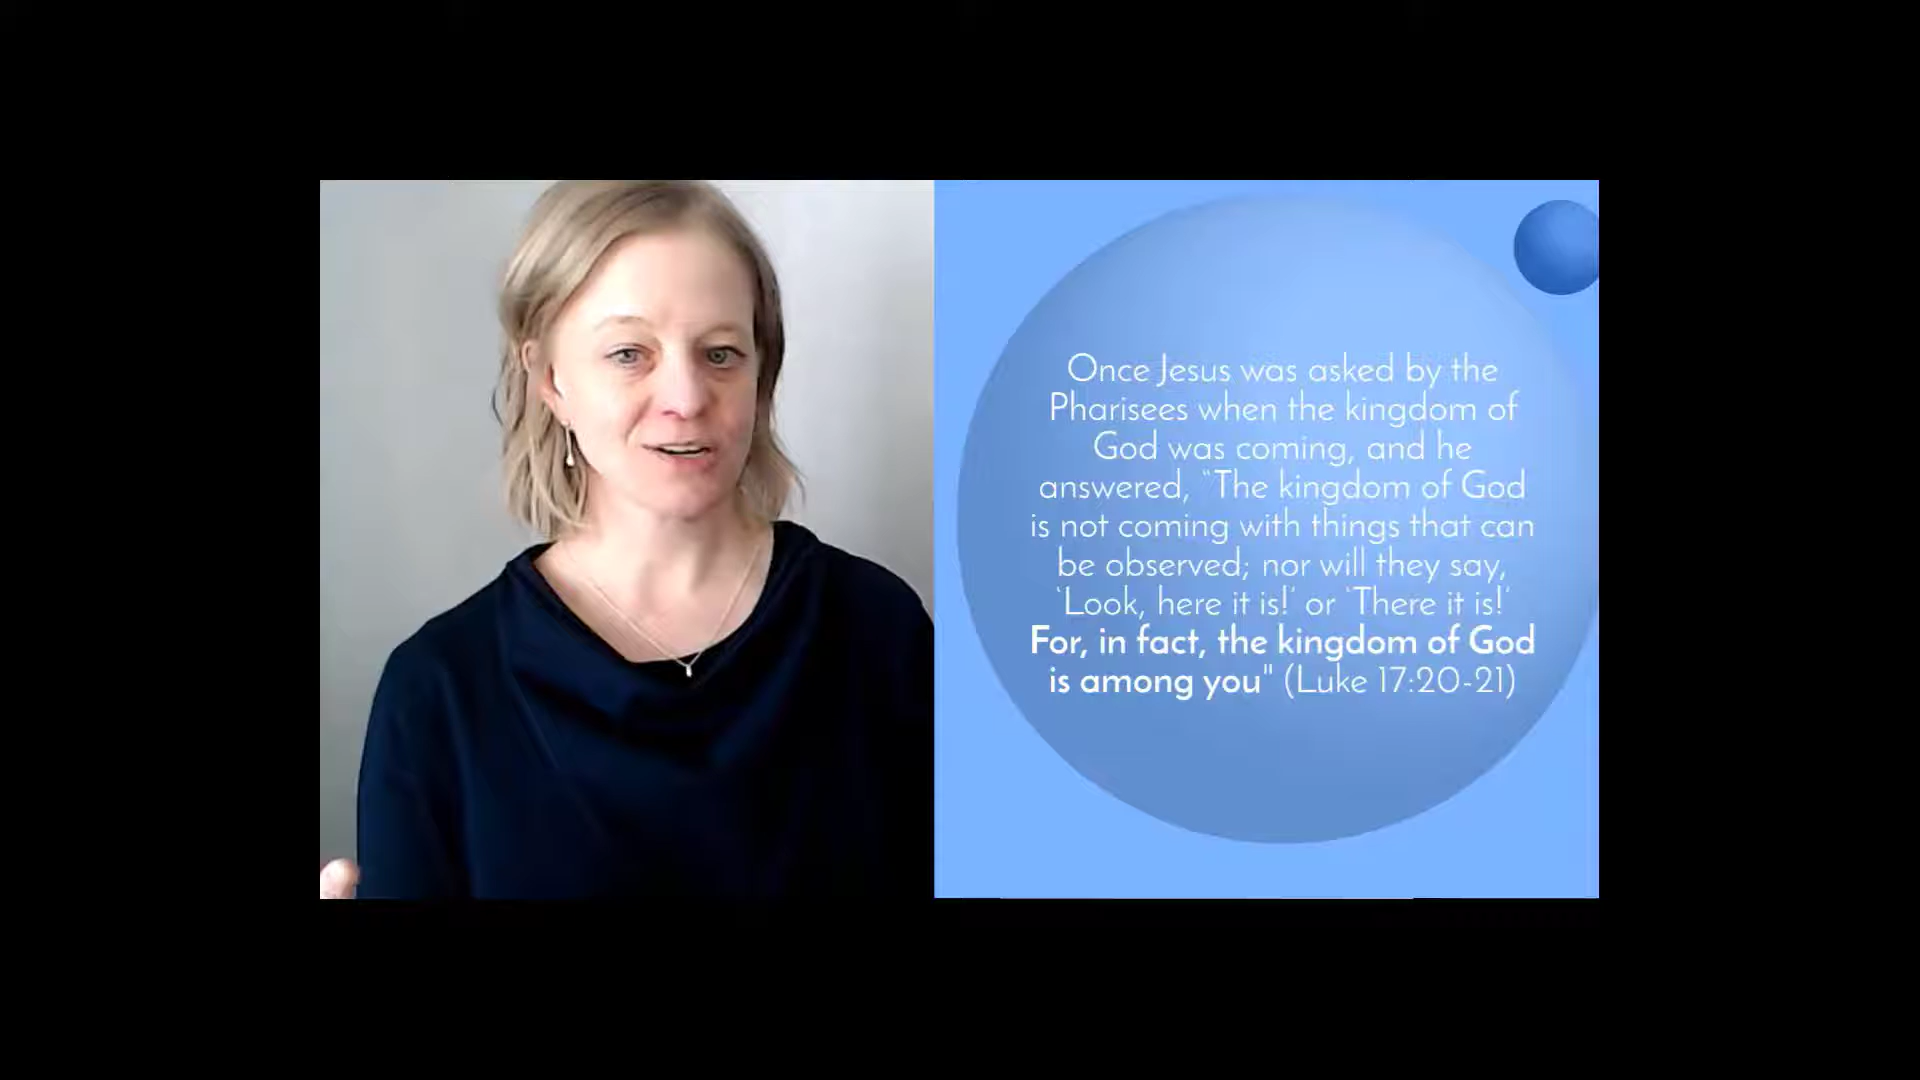 Once Jesus was asked by the
Pharisees when the kingdom of
God was coming, and he
answered, "The kingdom of God
is not coming with things that can
be observed; nor will they say,
'Look, here it is!' or 'There it is!'
For, in fact, the kingdom of God
is among you" (Luke 17:20-21)